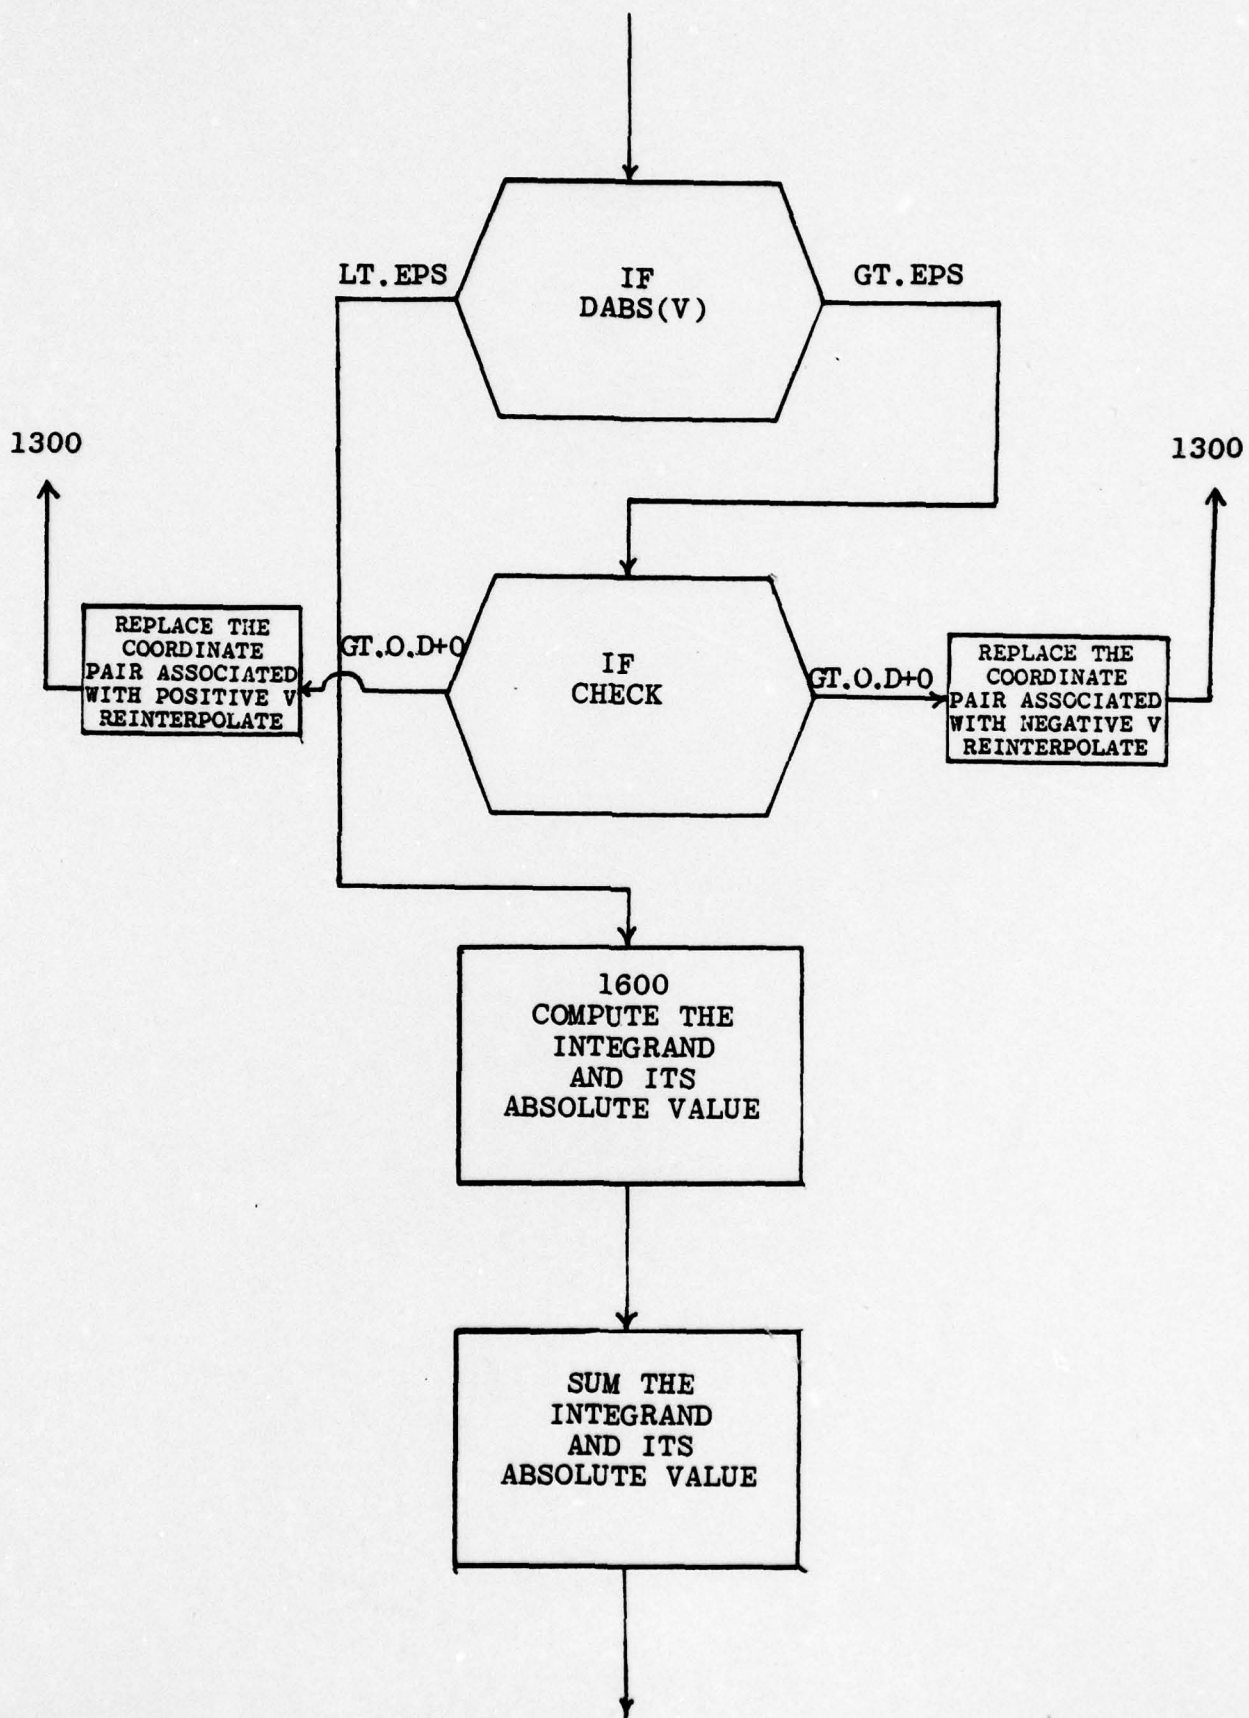 LT.EPS
IF
DABS(V)
GT.EPS
1300
1300
REPLACE THE
COORDINATE
PAIR ASSOCIATED
WITH POSITIVE V
REINTERPOLATE
GT.O.D+O
IF
CHECK
GT.O.D+O
REPLACE THE
COORDINATE
PAIR ASSOCIATED
WITH NEGATIVE V
REINTERPOLATE
1600
COMPUTE THE
INTEGRAND
AND ITS
ABSOLUTE VALUE
SUM THE
INTEGRAND
AND ITS
ABSOLUTE VALUE